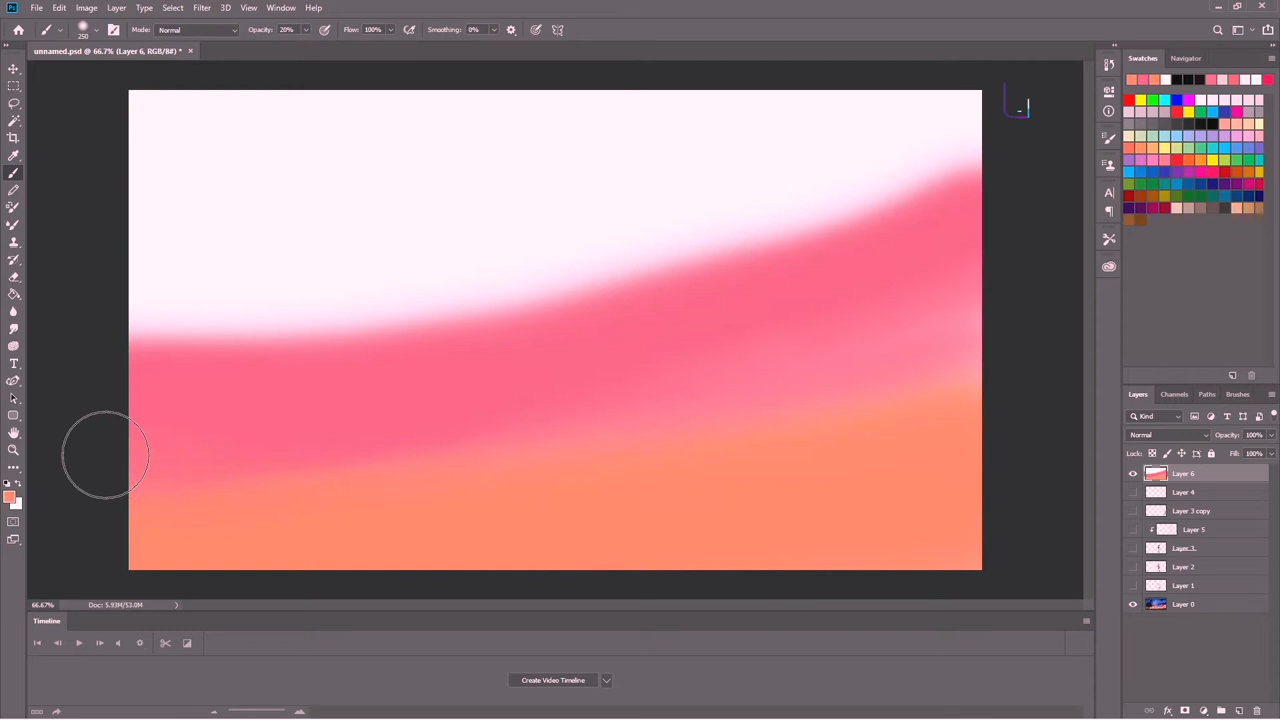 Ps File Edit Image Layer Type Select Filter 3D View Window Help
250 Mode: Normal Opacity: 20% Flow: 100% Smoothing: 0%
unnamed.psd @ 66.7% (Layer 6, RGB/8#) *
Swatches Navigator
Layers Channels Paths Brushes
Kind
Normal Opacity: 100%
Lock: Fill: 100%
Layer 6
Layer 4
Layer 3 copy
Layer 5
Layer 3
Layer 2
Layer 1
Layer 0
66.67% Doc: 5.93M/53.0M
Timeline
Create Video Timeline